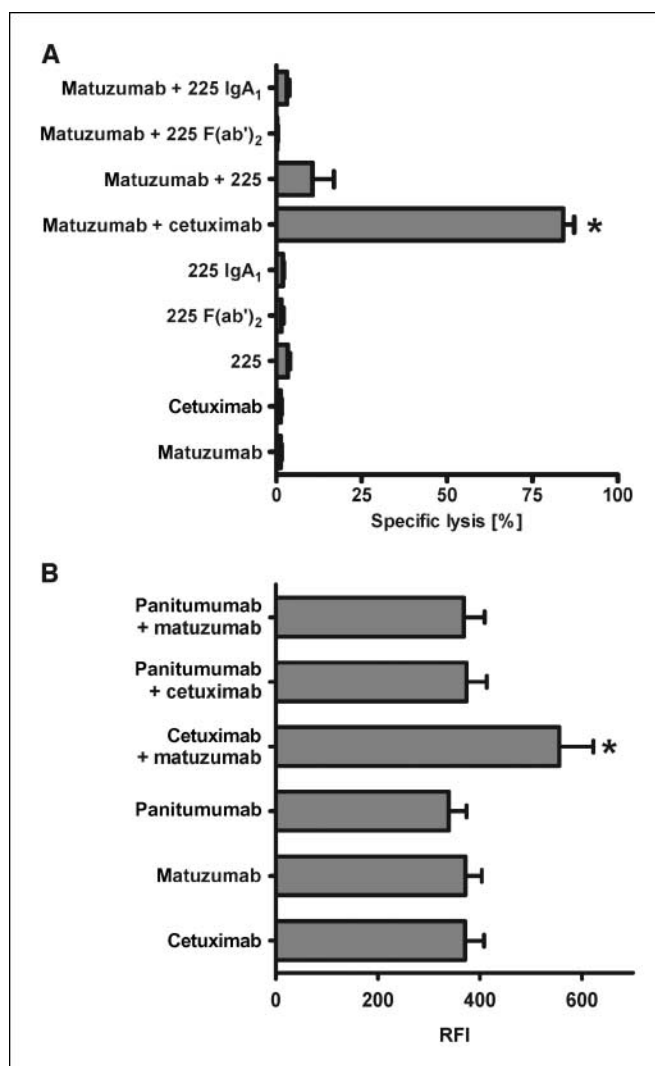 A
Matuzumab + 225 IgA₁
Matuzumab + 225 F(ab')₂
Matuzumab + 225
Matuzumab + cetuximab
*
225 IgA₁
225 F(ab')₂
225
Cetuximab
Matuzumab
0 25 50 75 100
Specific lysis [%]
B
Panitumumab
+ matuzumab
Panitumumab
+ cetuximab
Cetuximab
+ matuzumab
*
Panitumumab
Matuzumab
Cetuximab
0 200 400 600
RFI